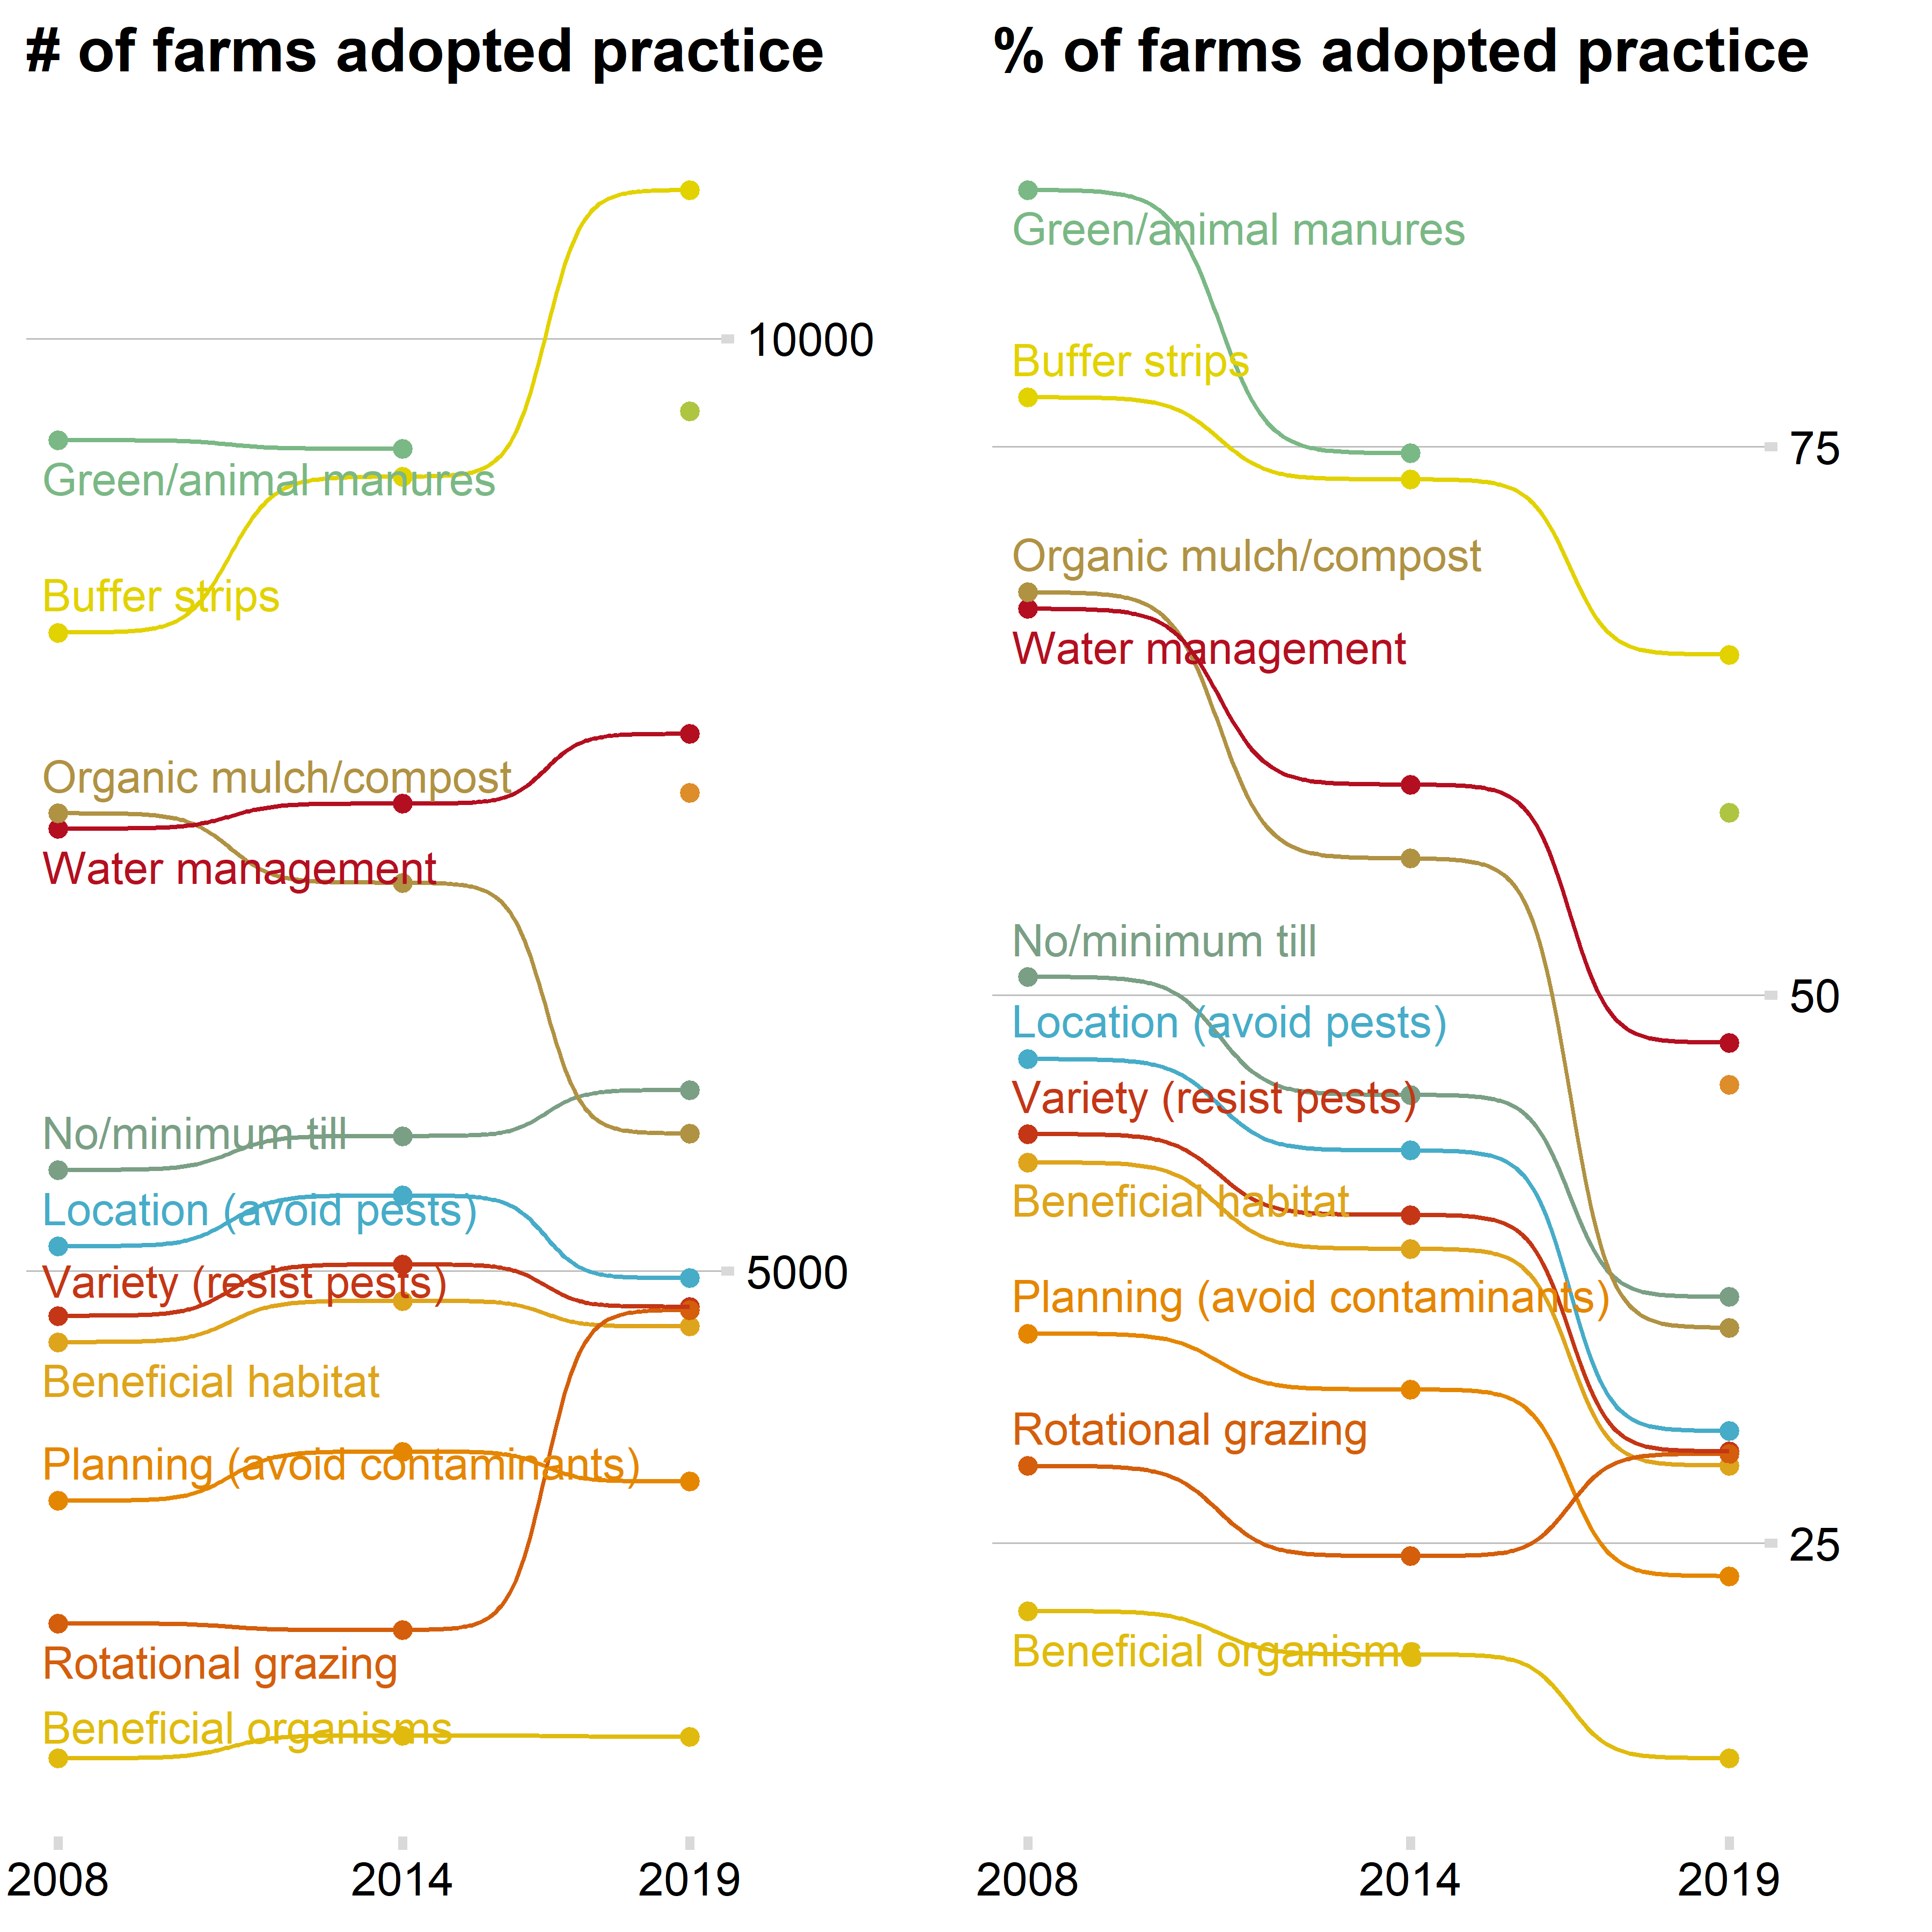 # of farms adopted practice
10000
Green/animal manures
Buffer strips
Organic mulch/compost
Water management
No/minimum till
Location (avoid pests)
5000
Variety (resist pests)
Beneficial habitat
Planning (avoid contaminants)
Rotational grazing
Beneficial organisms
2008 2014 2019
% of farms adopted practice
Green/animal manures
Buffer strips
75
Organic mulch/compost
Water management
No/minimum till
50
Location (avoid pests)
Variety (resist pests)
Beneficial habitat
Planning (avoid contaminants)
Rotational grazing
25
Beneficial organisms
2008 2014 2019